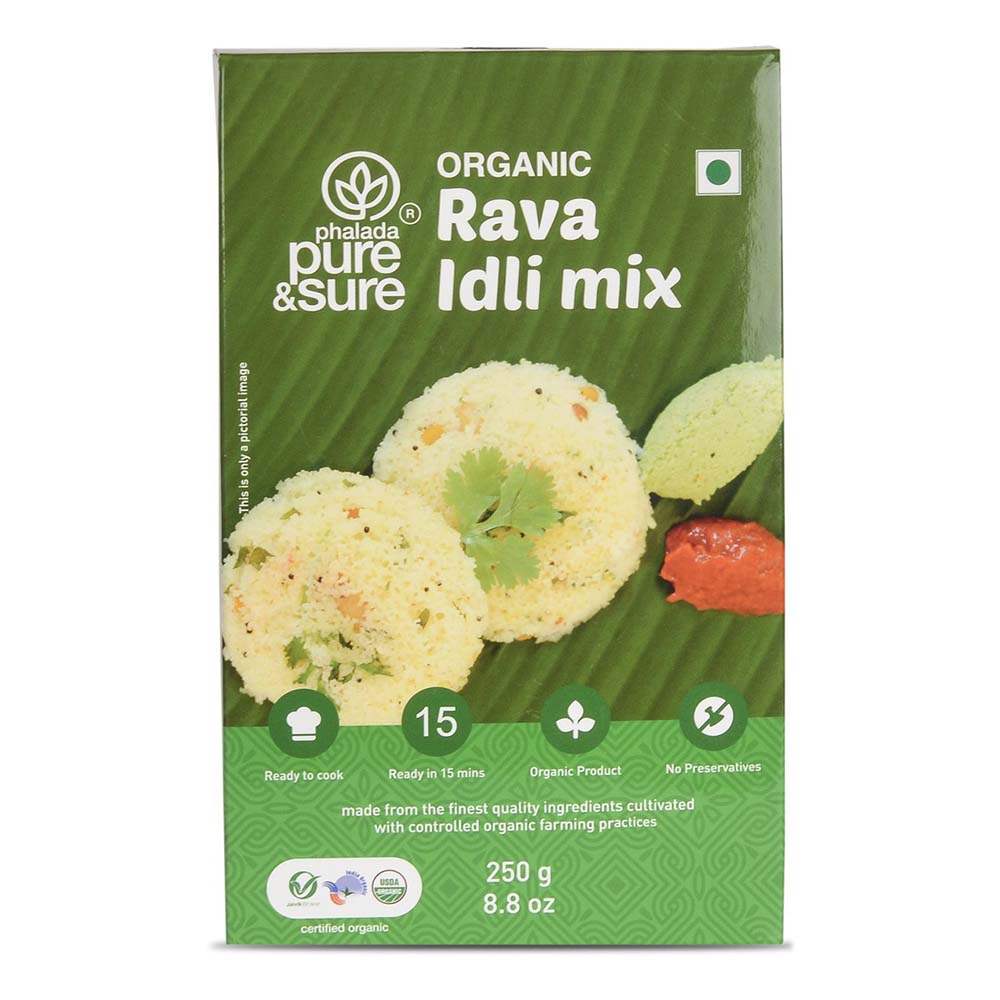 ORGANIC
Rava
Idli mix
®
phalada
pure
&sure
This is only a pictorial image
15
Ready to cook
Ready in 15 mins
Organic Product
No Preservatives
made from the finest quality ingredients cultivated
with controlled organic farming practices
250 g
8.8 oz
india organic
USDA
ORGANIC
certified organic